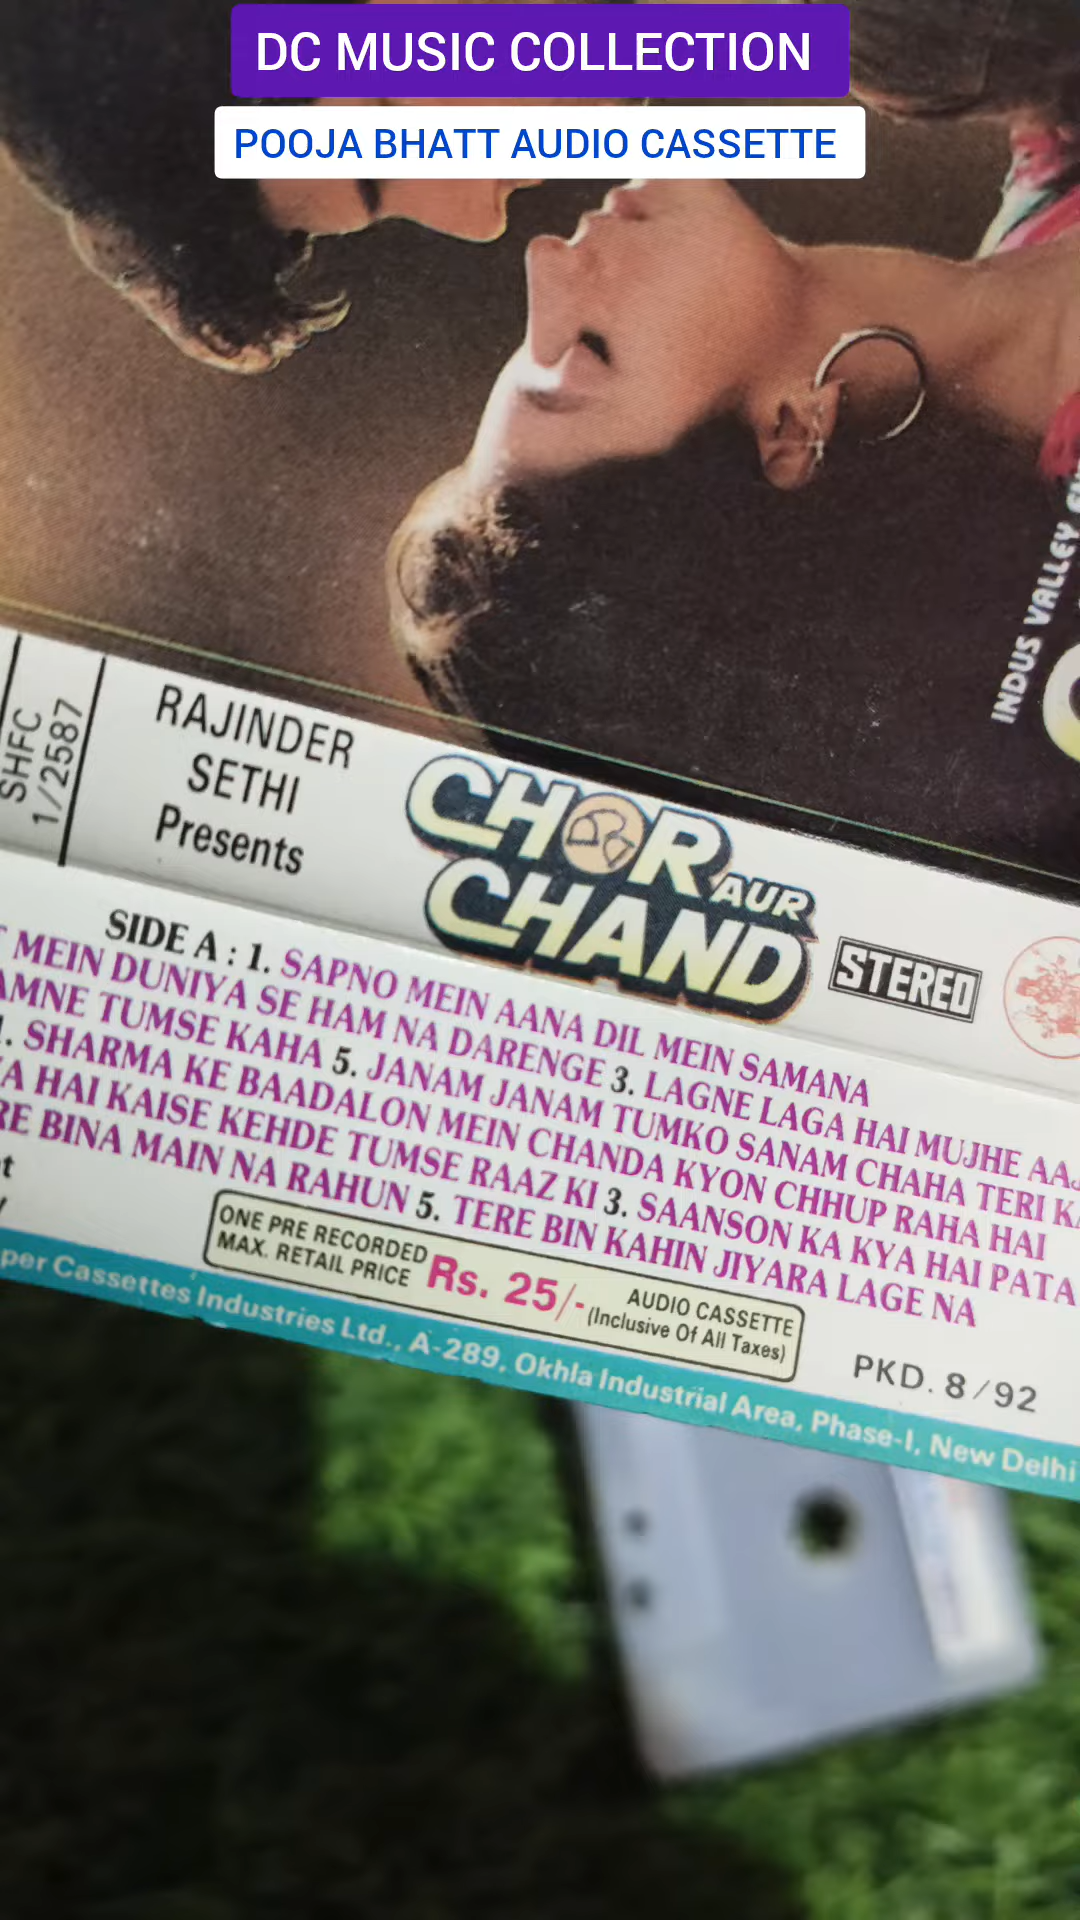 DC MUSIC COLLECTION
POOJA BHATT AUDIO CASSETTE
INDUS VALLEY
SHFC
1/2587
RAJINDER
SETHI
Presents
CHOR AUR
CHAND
STEREO
SIDE A : 1. SAPNO MEIN AANA DIL MEIN SAMANA
MEIN DUNIYA SE HAM NA DARENGE 3. LAGNE LAGA HAI MUJHE
TUMSE KAHA 5. JANAM JANAM TUMKO SANAM CHAHA TERI
SHARMA KE BAADALON MEIN CHANDA KYON CHHUP RAHA HAI
HAI KAISE KEHDE TUMSE RAAZ KI 3. SAANSON KA KYA HAI PATA
BINA MAIN NA RAHUN 5. TERE BIN KAHIN JIYARA LAGE NA
ONE PRE RECORDED
MAX. RETAIL PRICE Rs. 25/- AUDIO CASSETTE
(Inclusive Of All Taxes)
PKD. 8/92
Cassettes Industries Ltd., A-289, Okhla Industrial Area, Phase-I, New Delhi